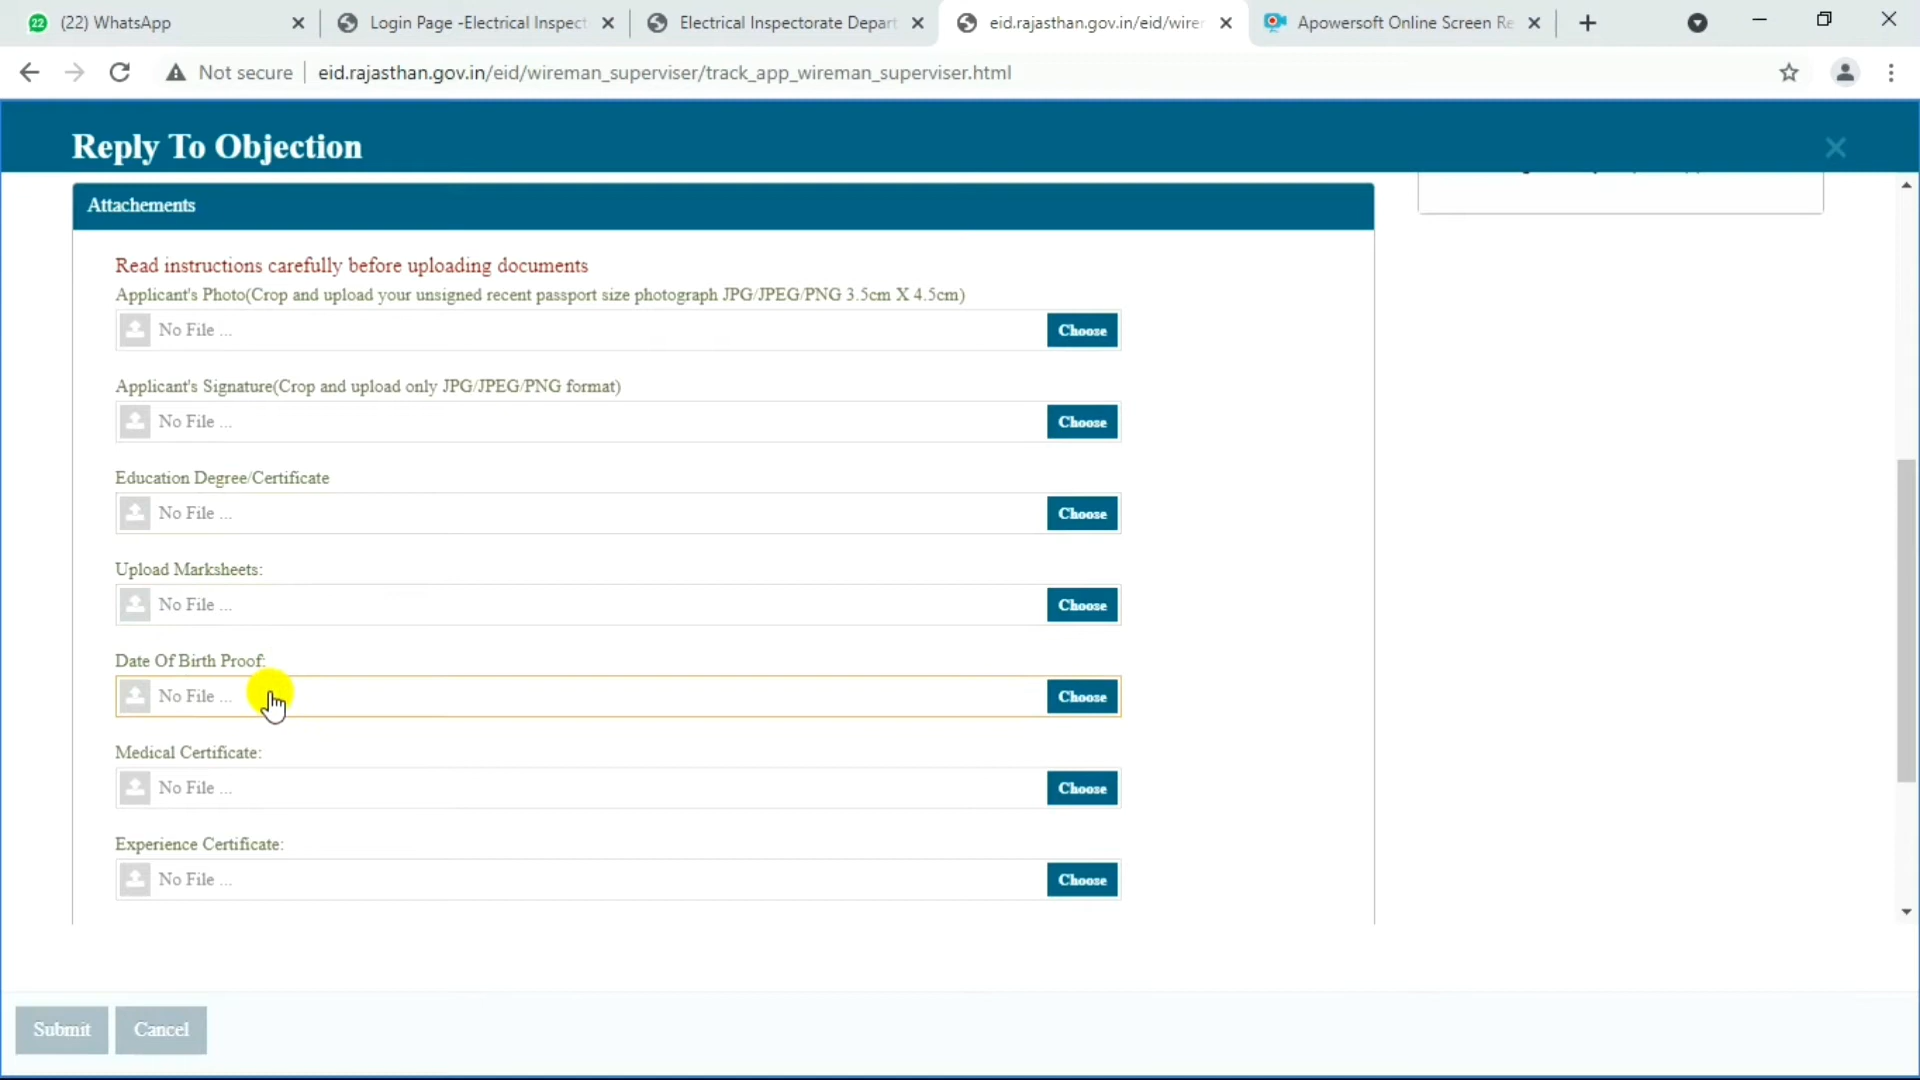 22 (22) WhatsApp
Login Page -Electrical Inspect
Electrical Inspectorate Depart
eid.rajasthan.gov.in/eid/wirer
Apowersoft Online Screen Re
Not secure
eid.rajasthan.gov.in/eid/wireman_superviser/track_app_wireman_superviser.html
Reply To Objection
Attachements
Read instructions carefully before uploading documents
Applicant's Photo(Crop and upload your unsigned recent passport size photograph JPG/JPEG/PNG 3.5cm X 4.5cm)
No File ... Choose
Applicant's Signature(Crop and upload only JPG/JPEG/PNG format)
No File ... Choose
Education Degree/Certificate
No File ... Choose
Upload Marksheets:
No File ... Choose
Date Of Birth Proof:
No File ... Choose
Medical Certificate:
No File ... Choose
Experience Certificate:
No File ... Choose
Submit Cancel